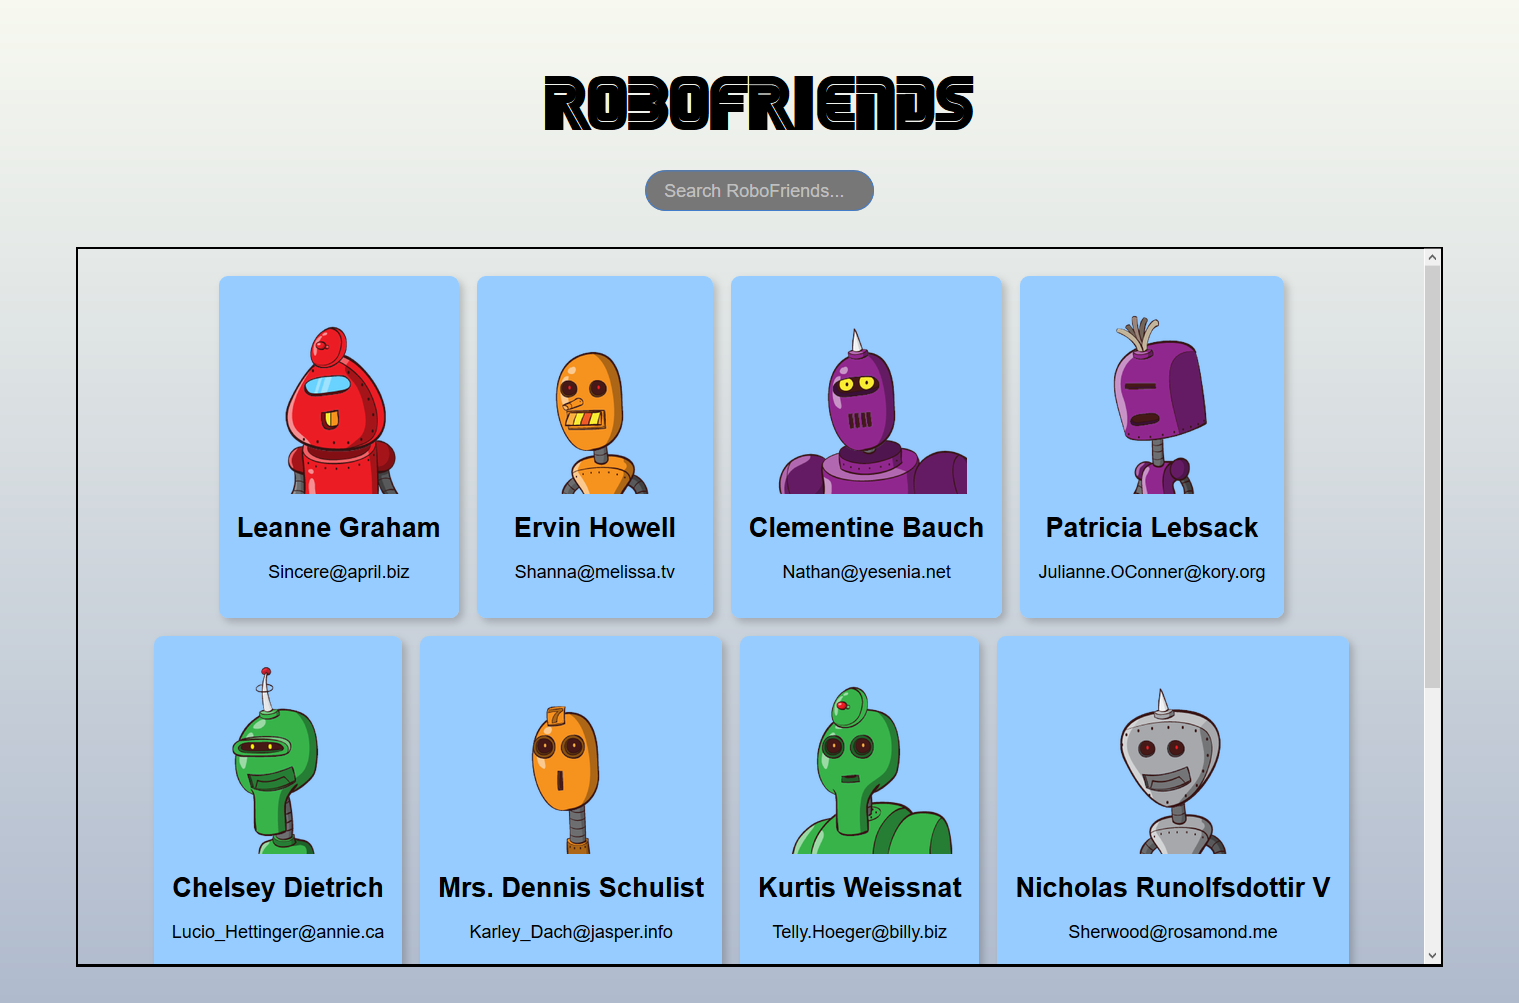 ROBOFRIENDS
Search RoboFriends...
Leanne Graham
Sincere@april.biz
Ervin Howell
Shanna@melissa.tv
Clementine Bauch
Nathan@yesenia.net
Patricia Lebsack
Julianne.OConner@kory.org
7
Chelsey Dietrich
Lucio_Hettinger@annie.ca
Mrs. Dennis Schulist
Karley_Dach@jasper.info
Kurtis Weissnat
Telly.Hoeger@billy.biz
Nicholas Runolfsdottir V
Sherwood@rosamond.me